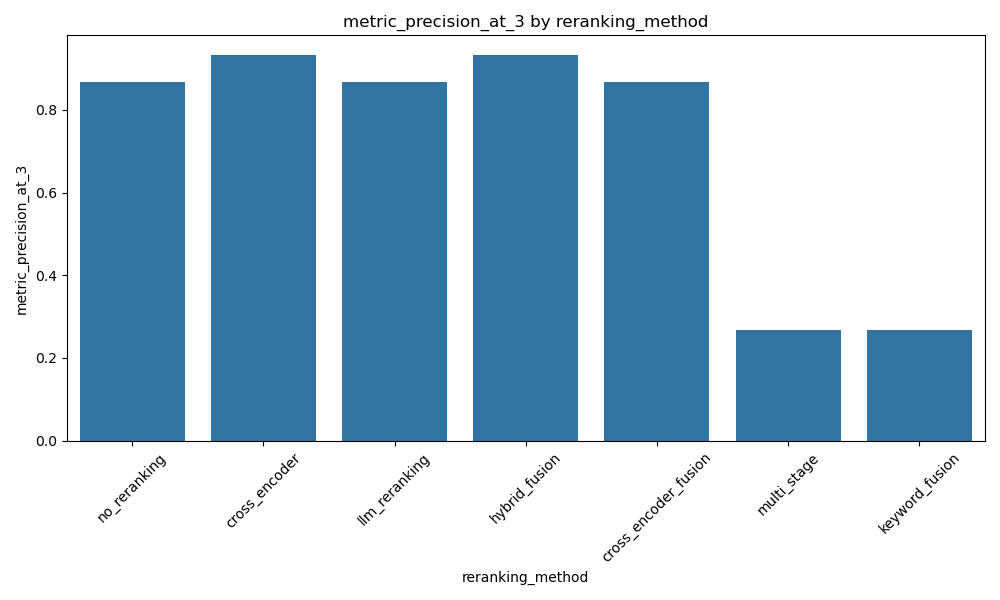 metric_precision_at_3 by reranking_method
metric_precision_at_3
0.8
0.6
0.4
0.2
0.0
no_reranking
cross_encoder
llm_reranking
hybrid_fusion
cross_encoder_fusion
multi_stage
keyword_fusion
reranking_method